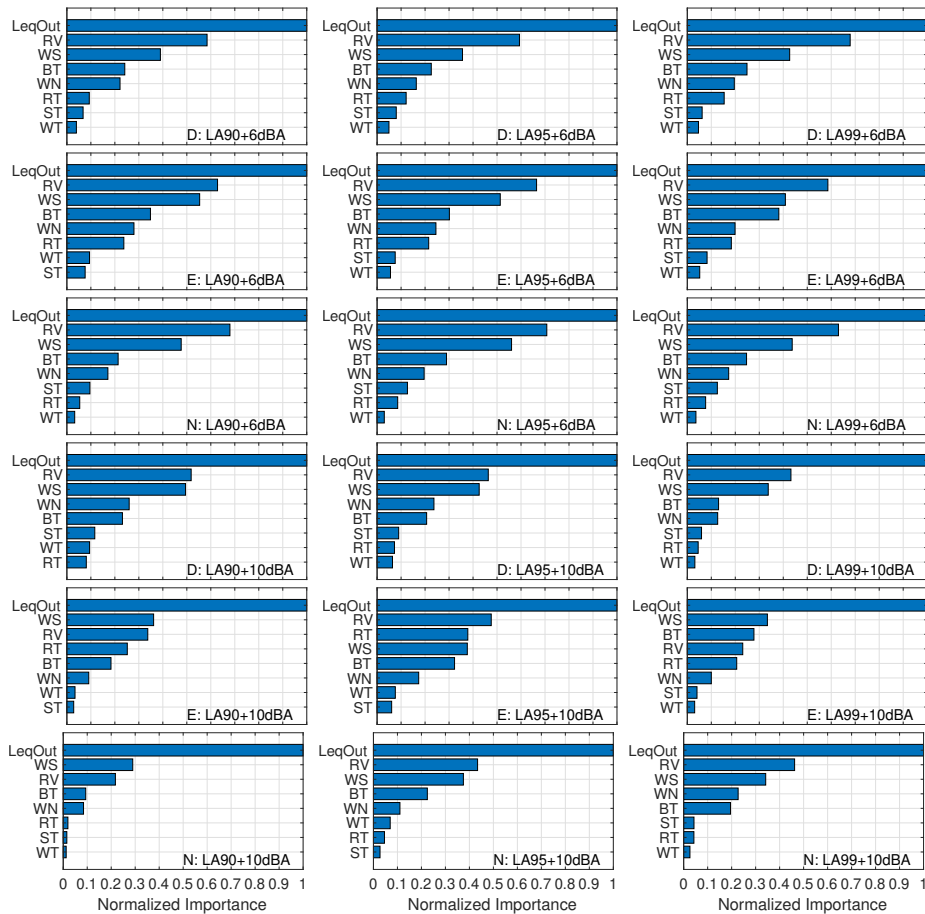 LeqOut
RV
WS
BT
WN
RT
ST
WT
D: LA90+6dBA
LeqOut
RV
WS
BT
WN
RT
ST
WT
D: LA95+6dBA
LeqOut
RV
WS
BT
WN
RT
ST
WT
D: LA99+6dBA
LeqOut
RV
WS
BT
WN
RT
WT
ST
E: LA90+6dBA
LeqOut
RV
WS
BT
WN
RT
ST
WT
E: LA95+6dBA
LeqOut
RV
WS
BT
WN
RT
ST
WT
E: LA99+6dBA
LeqOut
RV
WS
BT
WN
ST
RT
WT
N: LA90+6dBA
LeqOut
RV
WS
BT
WN
ST
RT
WT
N: LA95+6dBA
LeqOut
RV
WS
BT
WN
ST
RT
WT
N: LA99+6dBA
LeqOut
RV
WS
WN
BT
ST
WT
RT
D: LA90+10dBA
LeqOut
RV
WS
WN
BT
ST
RT
WT
D: LA95+10dBA
LeqOut
RV
WS
BT
WN
ST
RT
WT
D: LA99+10dBA
LeqOut
WS
RV
RT
BT
WN
WT
ST
E: LA90+10dBA
LeqOut
RV
RT
WS
BT
WN
WT
ST
E: LA95+10dBA
LeqOut
WS
BT
RV
RT
WN
ST
WT
E: LA99+10dBA
LeqOut
WS
RV
BT
WN
RT
ST
WT
N: LA90+10dBA
0 0.1 0.2 0.3 0.4 0.5 0.6 0.7 0.8 0.9 1
Normalized Importance
LeqOut
RV
WS
BT
WN
WT
RT
ST
N: LA95+10dBA
0 0.1 0.2 0.3 0.4 0.5 0.6 0.7 0.8 0.9 1
Normalized Importance
LeqOut
RV
WS
WN
BT
ST
RT
WT
N: LA99+10dBA
0 0.1 0.2 0.3 0.4 0.5 0.6 0.7 0.8 0.9 1
Normalized Importance